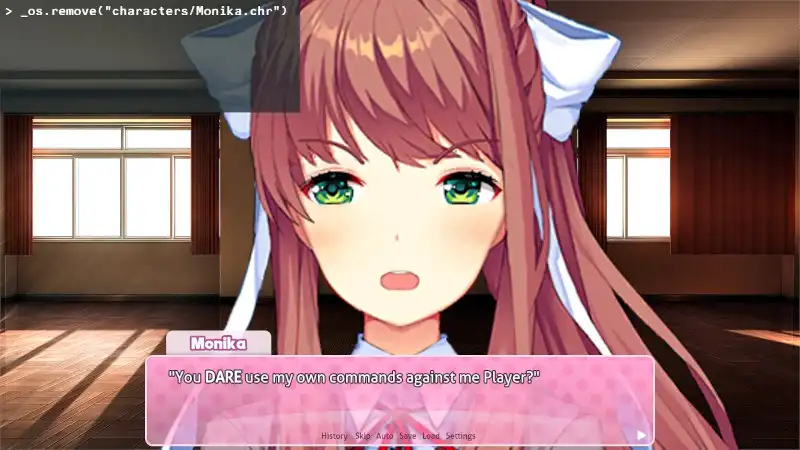 > _os.remove("characters/Monika.chr")
Monika
"You DARE use my own commands against me Player?"
History Skip Auto Save Load Settings